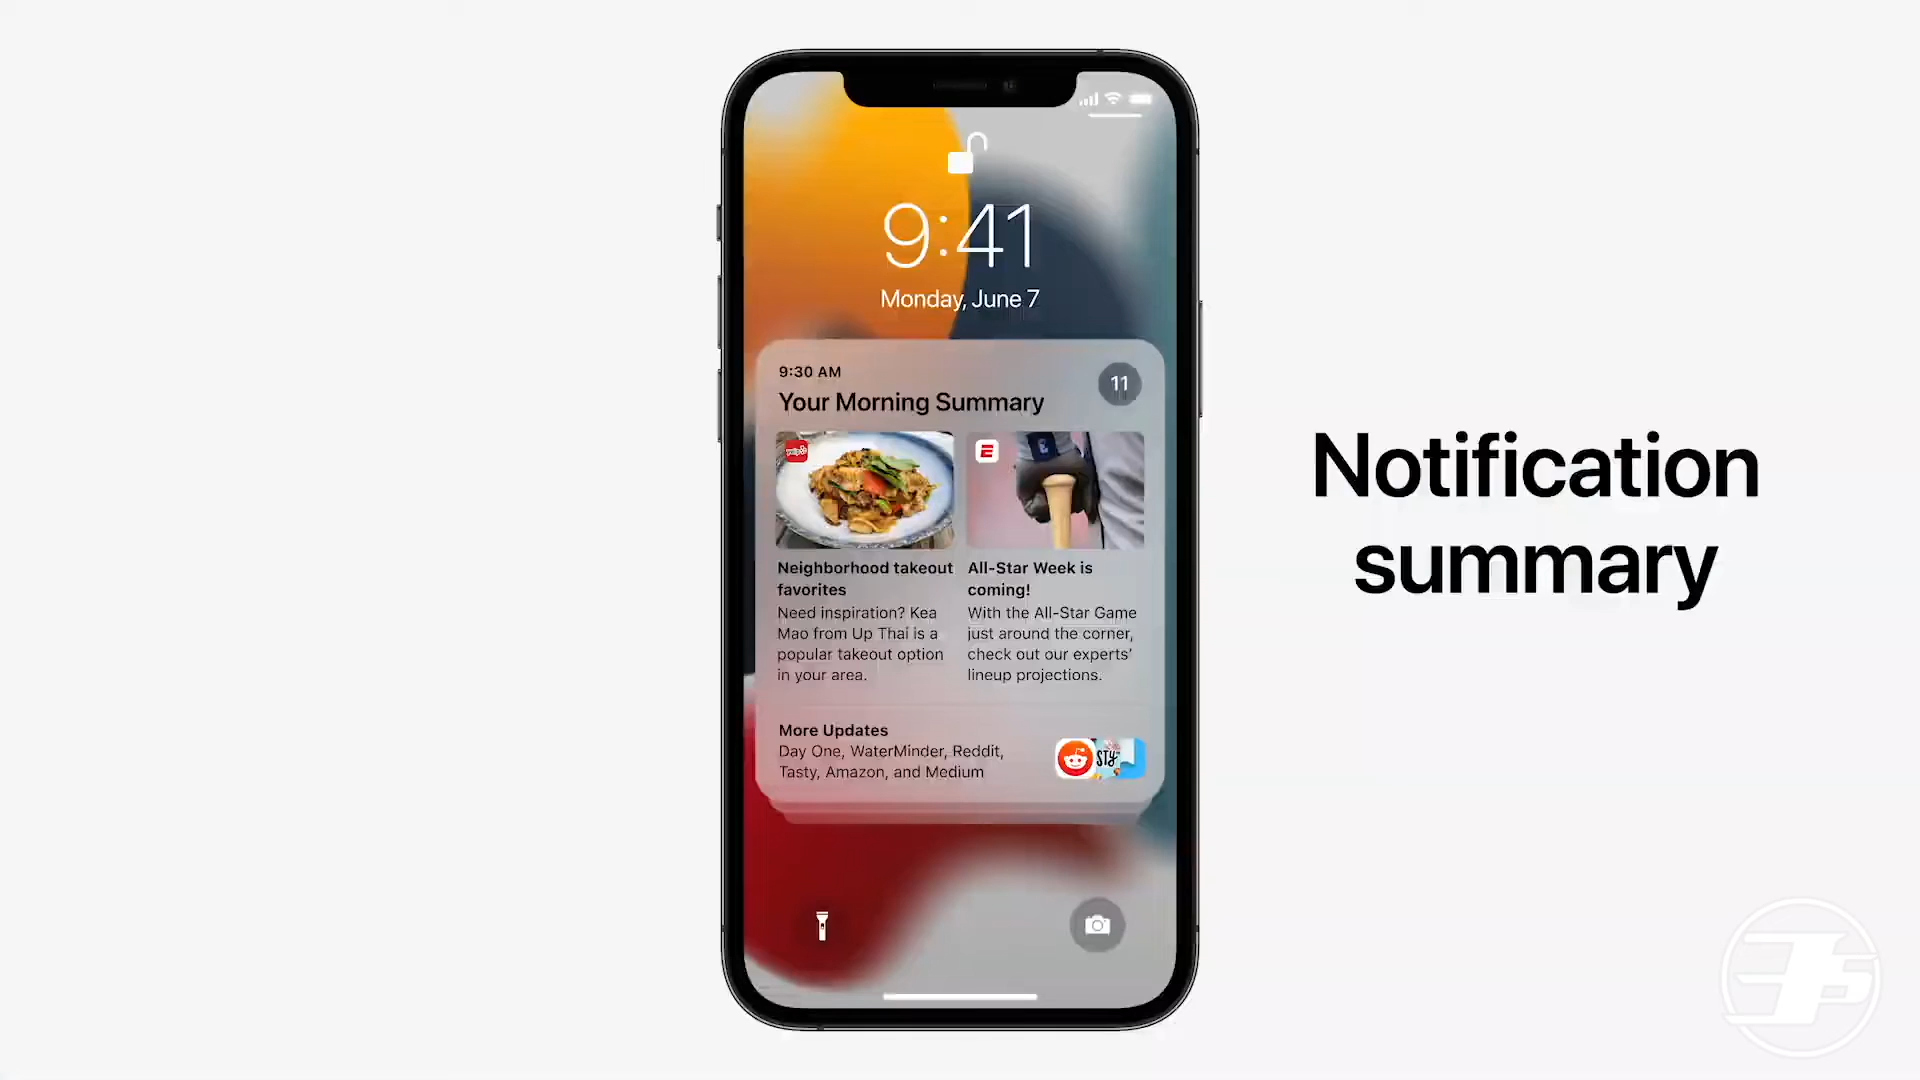 9:41
Monday, June 7
9:30 AM
11
Your Morning Summary
Neighborhood takeout
favorites
Need inspiration? Kea
Mao from Up Thai is a
popular takeout option
in your area.
All-Star Week is
coming!
With the All-Star Game
just around the corner,
check out our experts'
lineup projections.
More Updates
Day One, WaterMinder, Reddit,
Tasty, Amazon, and Medium
STY
Notification
summary